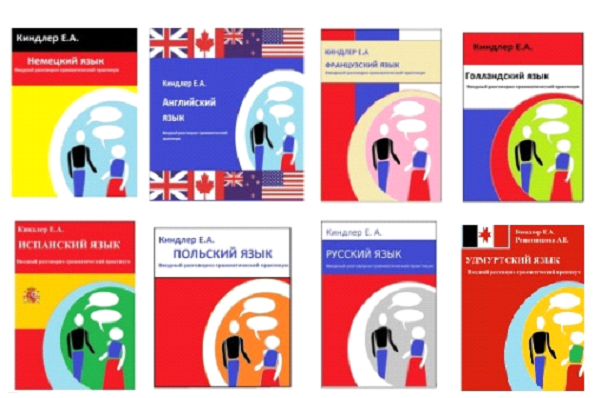 Киндлер Е.А.
Немецкий язык
Вводный разговорно-грамматический практикум
Киндлер Е.А.
Английский
язык
Вводный разговорно-грамматический
практикум
КИНДЛЕР Е.А
ФРАНЦУЗСКИЙ ЯЗЫК
Вводный разговорно-грамматический практикум
Киндлер Е.А.
Голландский язык
Вводный разговорно-грамматический практикум
Киндлер Е.А.
ИСПАНСКИЙ ЯЗЫК
Вводный разговорно-грамматический практикум
Киндлер Е.А.
ПОЛЬСКИЙ ЯЗЫК
Вводный разговорно-грамматический практикум
Киндлер Е. А.
РУССКИЙ ЯЗЫК
Вводный разговорно-грамматический практикум
Киндлер Е.А.
УДМУРТСКИЙ ЯЗЫК
Вводный разговорно-грамматический практикум